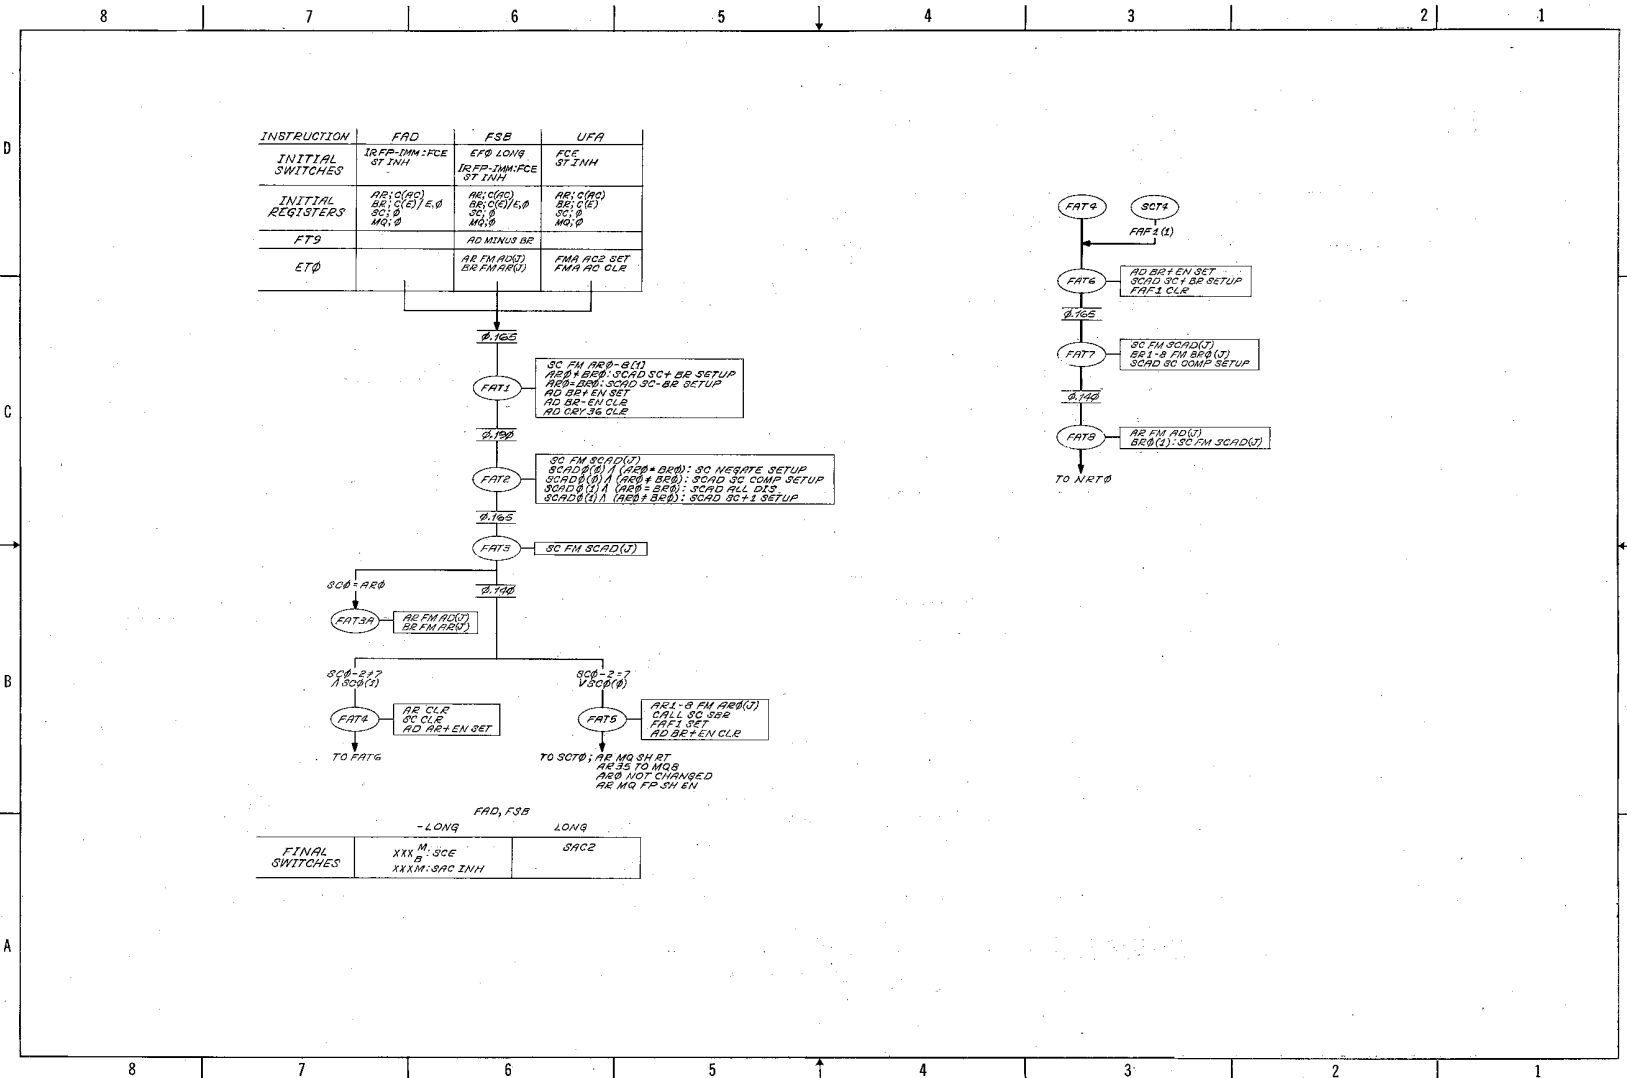 8 7 6 5 4 3 2 1
D
C
B
A
INSTRUCTION FAD FSB UFA
INITIAL SWITCHES
IRFP-IMM:FCE
ST INH
EFØ LONG
IRFP-IMM:FCE
ST INH
FCE
ST INH
INITIAL REGISTERS
AR; C(AC)
BR; C(E)/E,Ø
SC; Ø
MQ; Ø
AR; C(AC)
BR; C(E)/E,Ø
SC; Ø
MQ; Ø
AR; C(AC)
BR; C(E)
SC; Ø
MQ; Ø
FT9 AD MINUS BR
ETØ
AR FM AD(J)
BR FM AR(J)
FMA AC2 SET
FMA AC CLR
Ø.165
FAT1
SC FM ARØ-8(1)
ARØ≠BRØ: SCAD SC+BR SETUP
ARØ=BRØ: SCAD SC-BR SETUP
AD BR+EN SET
AD BR-EN CLR
AD CRY 36 CLR
Ø.190
FAT2
SC FM SCAD(J)
SCADØ(Ø) Λ (ARØ=BRØ): SC NEGATE SETUP
SCADØ(Ø) Λ (ARØ≠BRØ): SCAD SC COMP SETUP
SCADØ(1) Λ (ARØ=BRØ): SCAD ALL DIS
SCADØ(1) Λ (ARØ≠BRØ): SCAD SC+1 SETUP
Ø.165
FAT3
SC FM SCAD(J)
SCØ=ARØ
Ø.140
FAT3A
AR FM AD(J)
BR FM AR(J)
SCØ-2≠7
Λ SCØ(1)
FAT4
AR CLR
SC CLR
AD AR+EN SET
TO FAT6
SCØ-2=7
V SCØ(Ø)
FAT5
AR1-8 FM ARØ(J)
CALL SC SBR
FAF1 SET
AD BR+EN CLR
TO SCTØ; AR MQ SH RT
AR 35 TO MQ8
ARØ NOT CHANGED
AR MQ FP SH EN
FAD, FSB
-LONG LONG
FINAL SWITCHES
XXX M B: SCE
XXXM: SAC INH
SAC2
FAT4 SCT4
FAF1(1)
FAT6
AD BR+EN SET
SCAD SC+BR SETUP
FAF1 CLR
Ø.165
FAT7
SC FM SCAD(J)
BR1-8 FM BRØ(J)
SCAD SC COMP SETUP
Ø.140
FAT8
AR FM AD(J)
BRØ(1): SC FM SCAD(J)
TO NRTØ
8 7 6 5 4 3 2 1